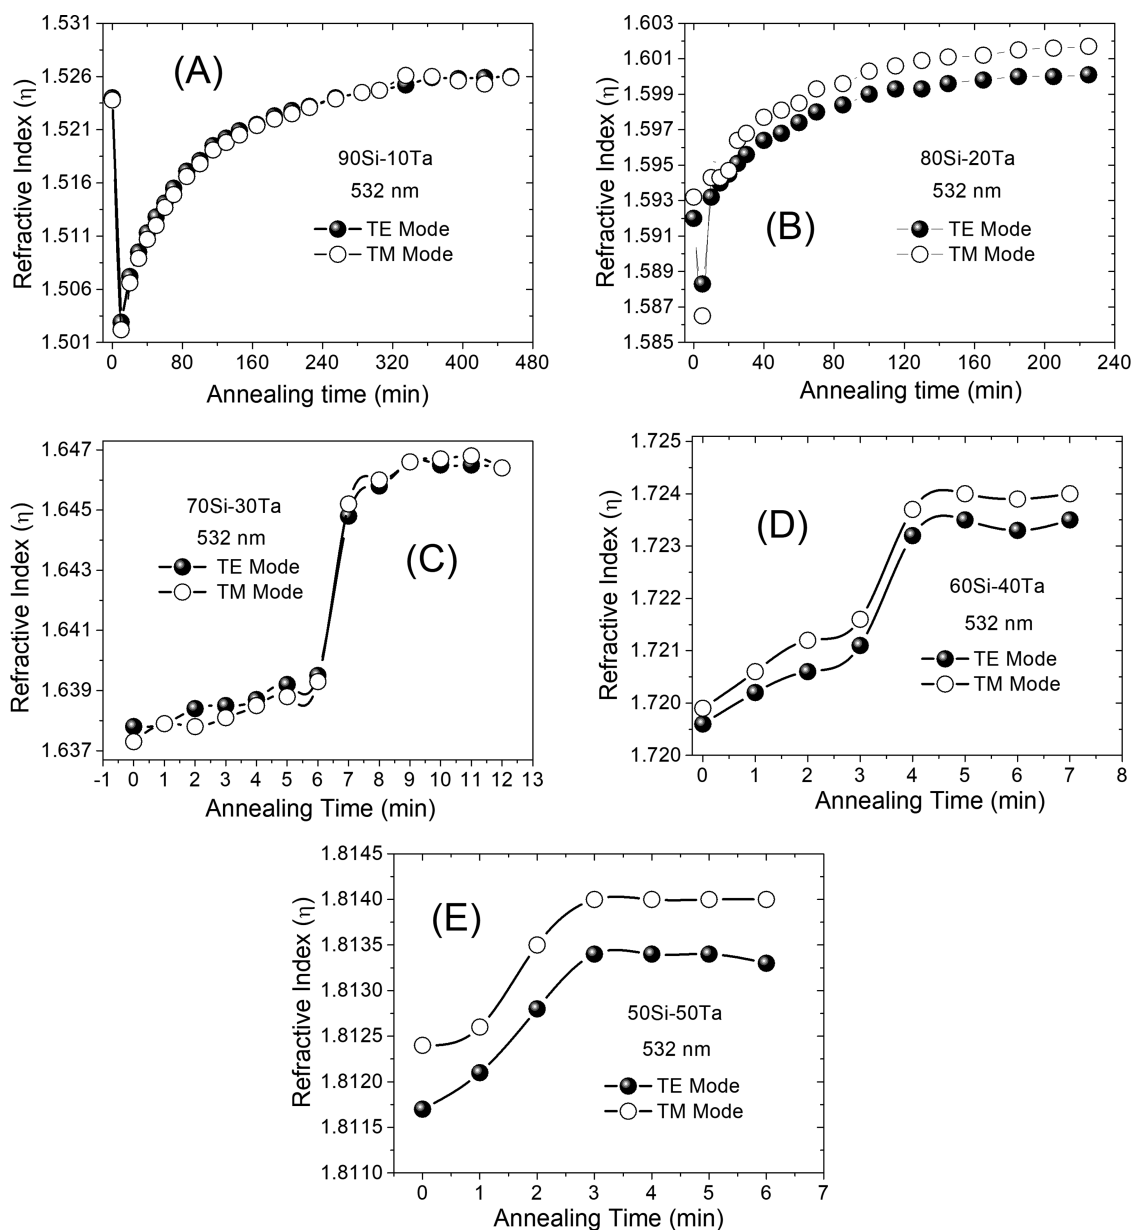 1.531
1.526
1.521
1.516
1.511
1.506
1.501
Refractive Index (η)
(A)
90Si-10Ta
532 nm
TE Mode
TM Mode
0 80 160 240 320 400 480
Annealing time (min)
1.603
1.601
1.599
1.597
1.595
1.593
1.591
1.589
1.587
1.585
Refractive Index (η)
80Si-20Ta
532 nm
(B)
TE Mode
TM Mode
0 40 80 120 160 200 240
Annealing time (min)
1.647
1.645
1.643
1.641
1.639
1.637
Refractive Index (η)
70Si-30Ta
532 nm
(C)
TE Mode
TM Mode
-1 0 1 2 3 4 5 6 7 8 9 10 11 12 13
Annealing Time (min)
1.725
1.724
1.723
1.722
1.721
1.720
1.720
Refractive Index (η)
(D)
60Si-40Ta
532 nm
TE Mode
TM Mode
0 1 2 3 4 5 6 7 8
Annealing Time (min)
1.8145
1.8140
1.8135
1.8130
1.8125
1.8120
1.8115
1.8110
Refractive Index (η)
(E)
50Si-50Ta
532 nm
TE Mode
TM Mode
0 1 2 3 4 5 6 7
Annealing Time (min)